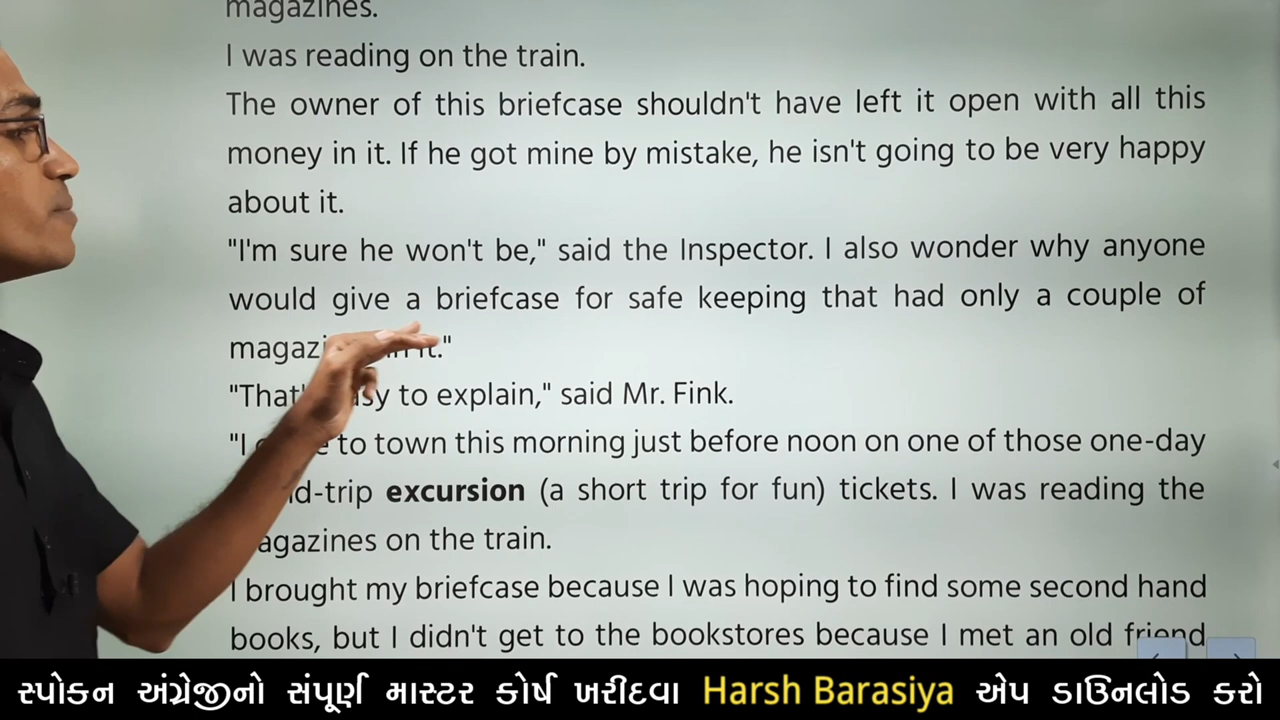 magazines.
I was reading on the train.
The owner of this briefcase shouldn't have left it open with all this
money in it. If he got mine by mistake, he isn't going to be very happy
about it.
"I'm sure he won't be," said the Inspector. I also wonder why anyone
would give a briefcase for safe keeping that had only a couple of
it."
to explain," said Mr. Fink.
"I to town this morning just before noon on one of those one-day
excursion (a short trip for fun) tickets. I was reading the
magazines on the train.
I brought my briefcase because I was hoping to find some second hand
books, but I didn't get to the bookstores because I met an old friend
સ્પોકન અંગ્રેજીનો સંપૂર્ણ માસ્ટર કોર્ષ ખરીદવા Harsh Barasiya એપ ડાઉનલોડ કરો